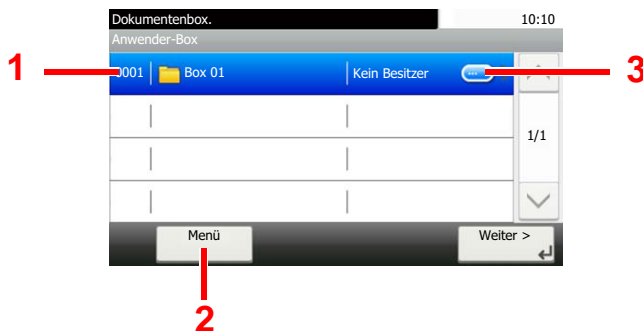 Dokumentenbox. 10:10
Anwender-Box
1 0001 Box 01 Kein Besitzer ... 3
1/1
Menü Weiter >
2